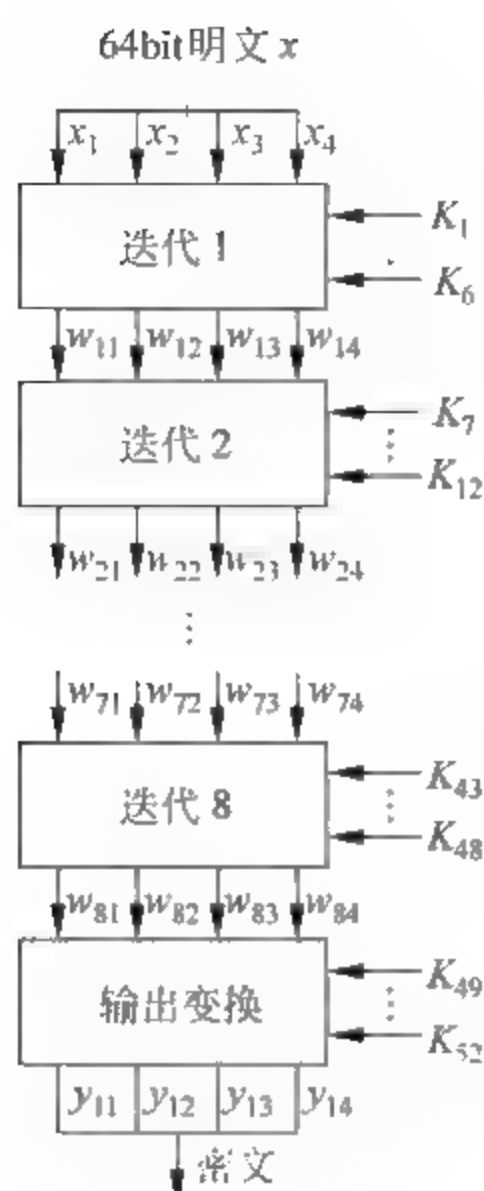 64bit明文 x
x₁ x₂ x₃ x₄
迭代 1
K₁
K₆
w₁₁ w₁₂ w₁₃ w₁₄
迭代 2
K₇
⋮
K₁₂
w₂₁ w₂₂ w₂₃ w₂₄
⋮
w₇₁ w₇₂ w₇₃ w₇₄
迭代 8
K₄₃
⋮
K₄₈
w₈₁ w₈₂ w₈₃ w₈₄
输出变换
K₄₉
⋮
K₅₂
y₁₁ y₁₂ y₁₃ y₁₄
密文